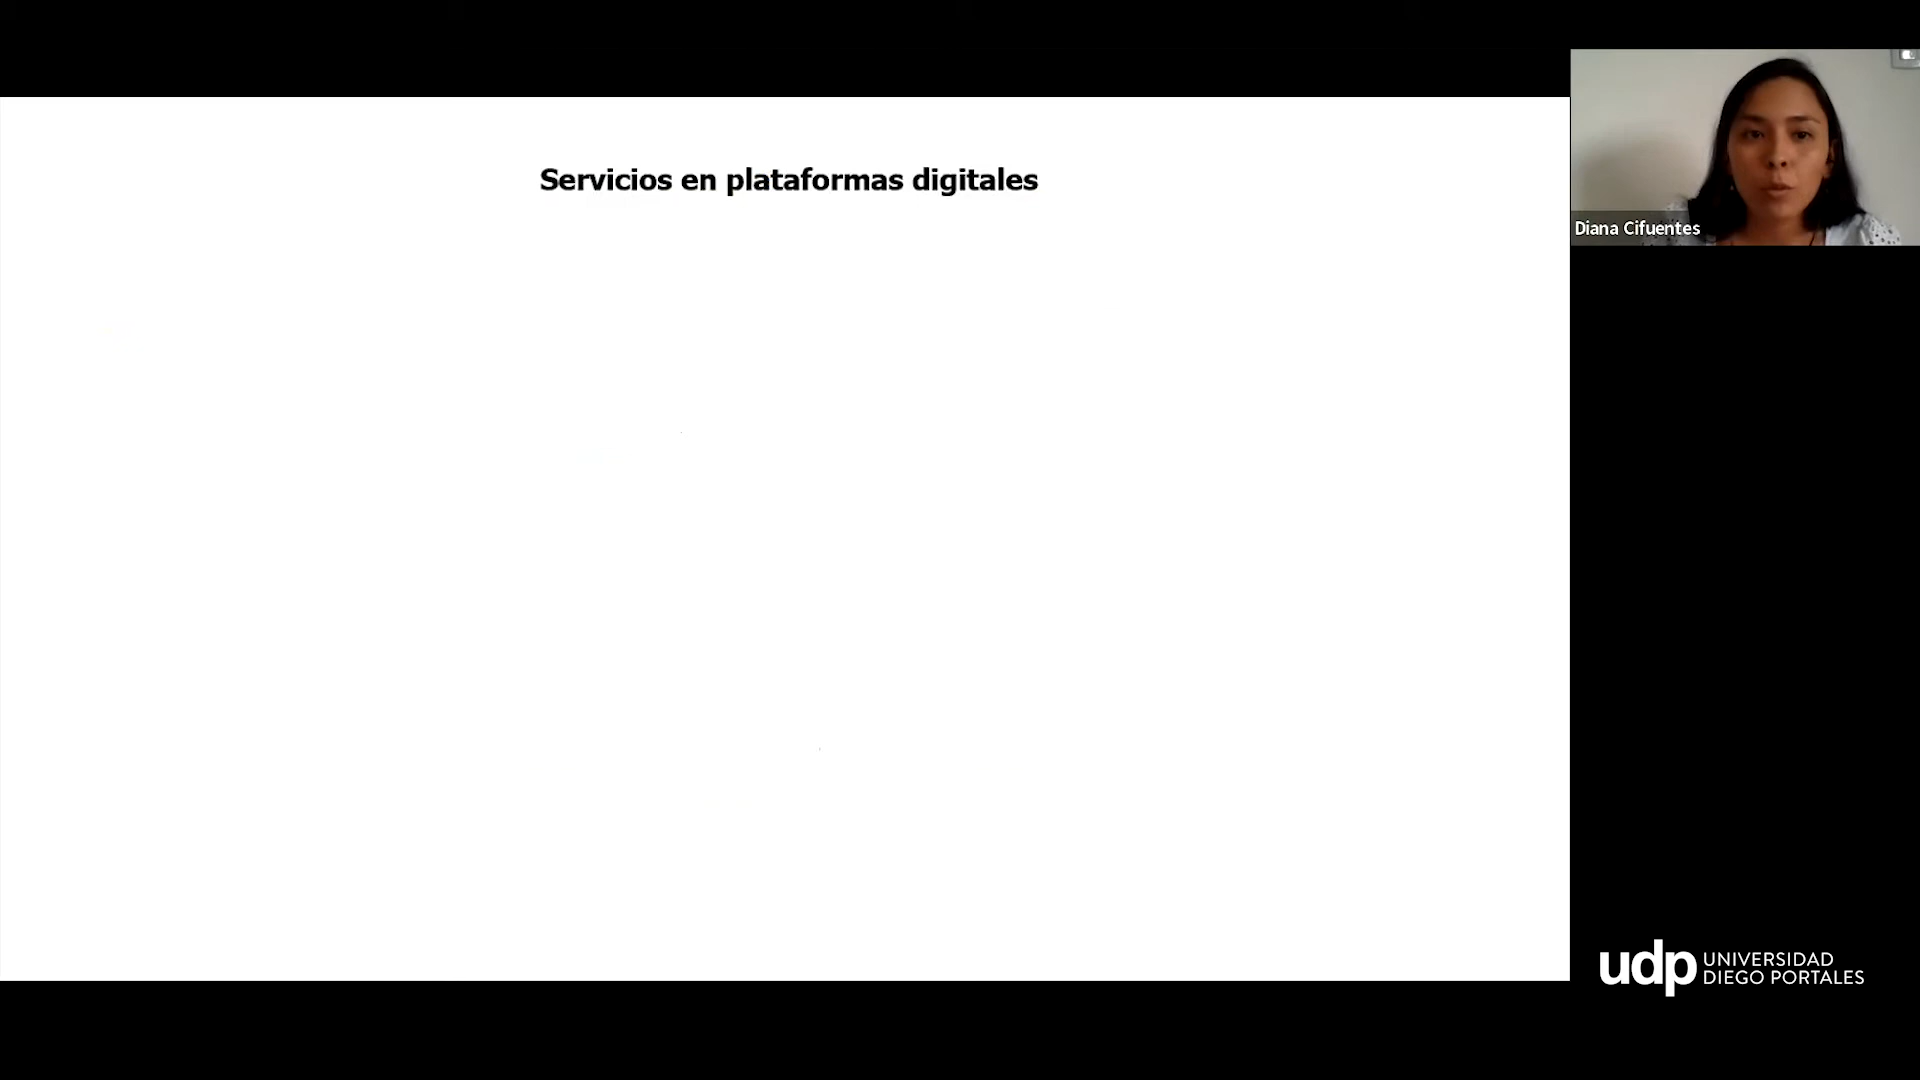 Servicios en plataformas digitales
Diana Cifuentes
udp UNIVERSIDAD
DIEGO PORTALES